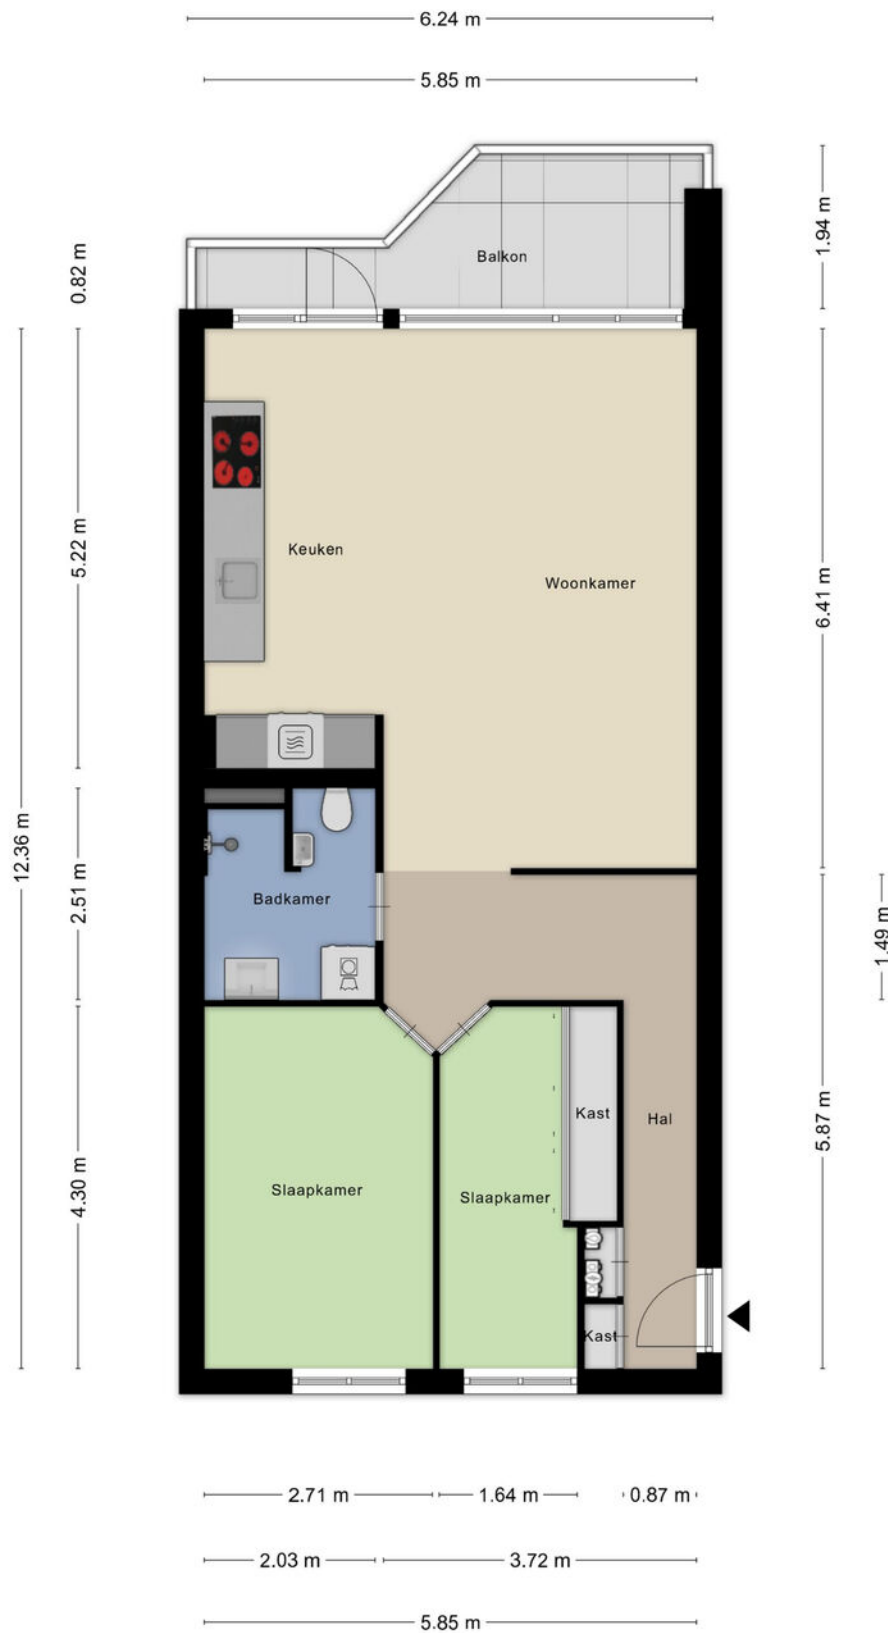 6.24 m
5.85 m
1.94 m
0.82 m
Balkon
5.22 m
Keuken
Woonkamer
6.41 m
12.36 m
2.51 m
Badkamer
1.49 m
4.30 m
Slaapkamer
Slaapkamer
Kast
Hal
5.87 m
Kast
2.71 m
1.64 m
0.87 m
2.03 m
3.72 m
5.85 m